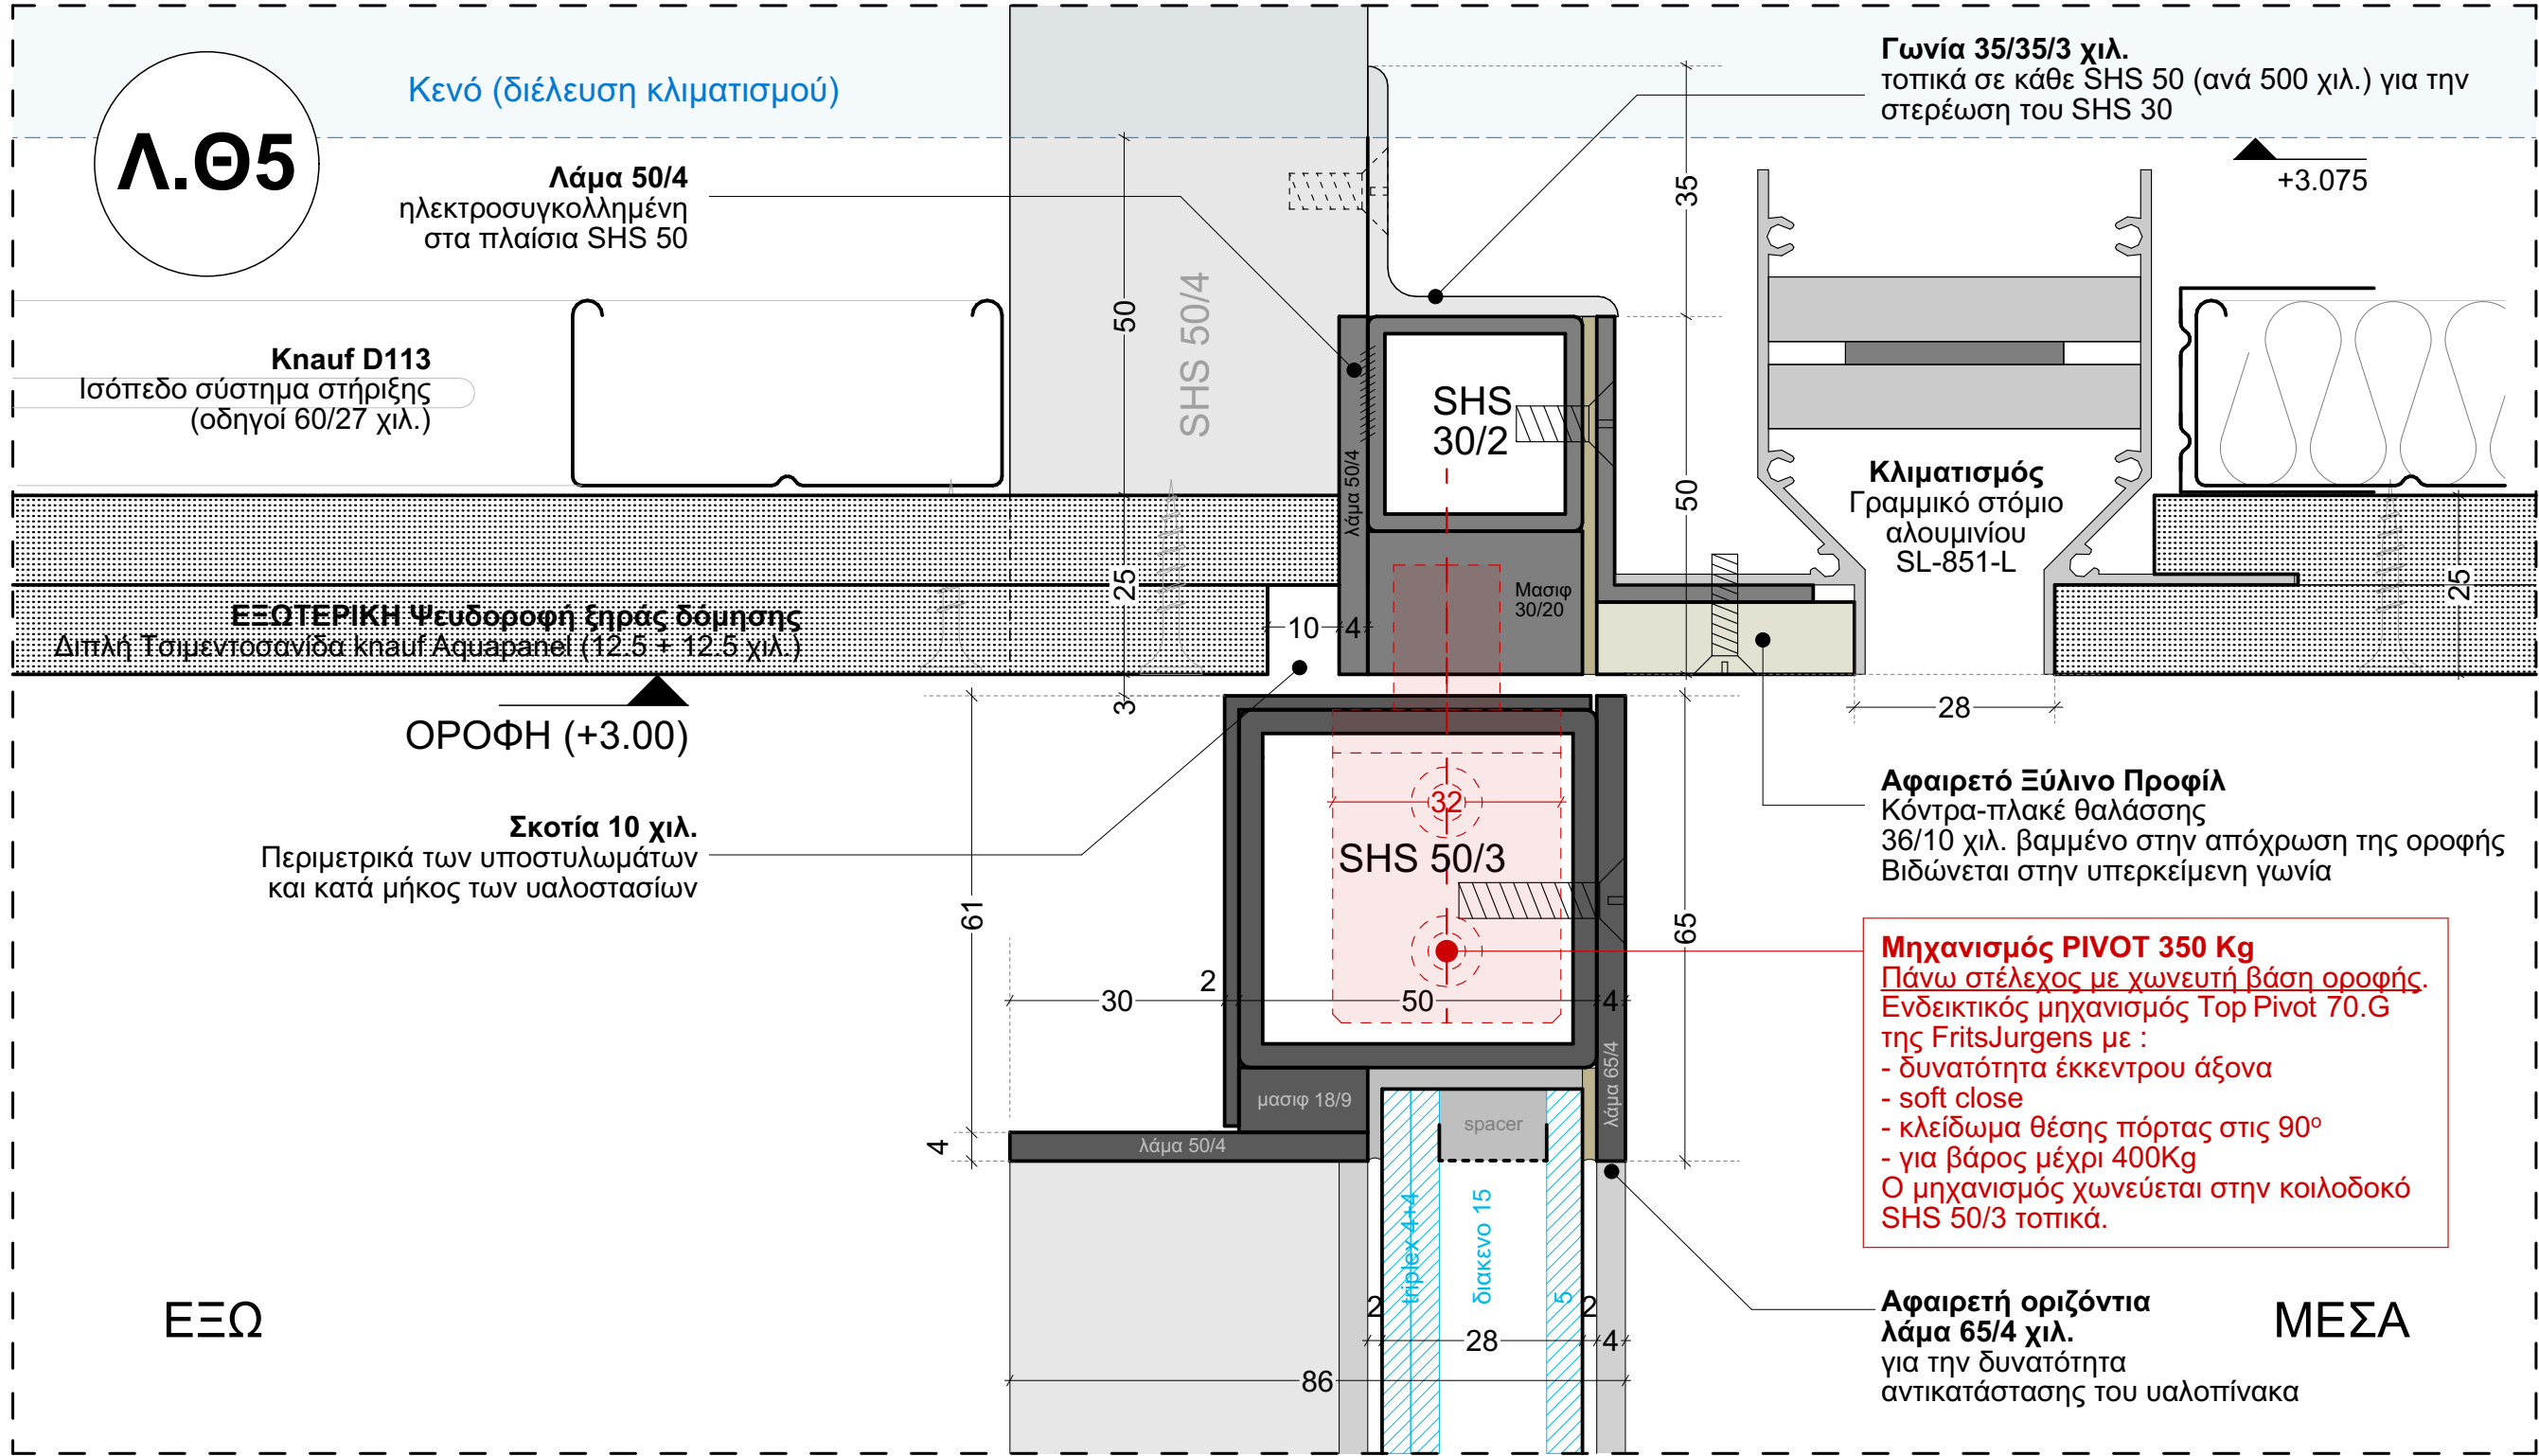 Λ.Θ5
Κενό (διέλευση κλιματισμού)
Λάμα 50/4
ηλεκτροσυγκολλημένη
στα πλαίσια SHS 50
Knauf D113
Ισόπεδο σύστημα στήριξης
(οδηγοί 60/27 χιλ.)
ΕΞΩΤΕΡΙΚΗ Ψευδοροφή ξηράς δόμησης
Διπλή Τσιμεντοσανίδα knauf Aquapanel (12.5 + 12.5 χιλ.)
ΟΡΟΦΗ (+3.00)
Σκοτία 10 χιλ.
Περιμετρικά των υποστυλωμάτων
και κατά μήκος των υαλοστασίων
ΕΞΩ
50
SHS 50/4
25
3
10
4
λάμα 50/4
SHS
30/2
Μασιφ
30/20
35
50
Γωνία 35/35/3 χιλ.
τοπικά σε κάθε SHS 50 (ανά 500 χιλ.) για την
στερέωση του SHS 30
+3.075
Κλιματισμός
Γραμμικό στόμιο
αλουμινίου
SL-851-L
25
28
32
SHS 50/3
61
65
2
30
50
4
λάμα 65/4
μασιφ 18/9
4
λάμα 50/4
spacer
triplex 4+4
διακενο 15
5
2
28
2
4
86
Αφαιρετό Ξύλινο Προφίλ
Κόντρα-πλακέ θαλάσσης
36/10 χιλ. βαμμένο στην απόχρωση της οροφής
Βιδώνεται στην υπερκείμενη γωνία
Μηχανισμός PIVOT 350 Kg
Πάνω στέλεχος με χωνευτή βάση οροφής.
Ενδεικτικός μηχανισμός Top Pivot 70.G
της FritsJurgens με :
- δυνατότητα έκκεντρου άξονα
- soft close
- κλείδωμα θέσης πόρτας στις 90º
- για βάρος μέχρι 400Kg
Ο μηχανισμός χωνεύεται στην κοιλοδοκό
SHS 50/3 τοπικά.
Αφαιρετή οριζόντια
λάμα 65/4 χιλ.
για την δυνατότητα
αντικατάστασης του υαλοπίνακα
ΜΕΣΑ